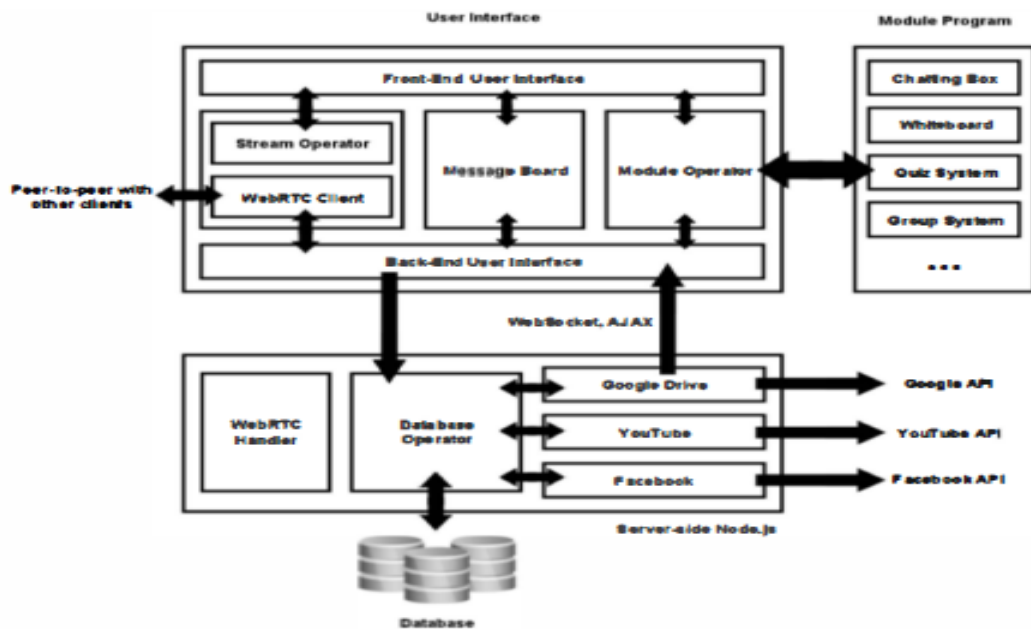 User Interface
Module Program
Front-End User Interface
Chatting Box
Stream Operator
Message Board
Module Operator
Whiteboard
Peer-to-peer with
other clients
WebRTC Client
Quiz System
Group System
Back-End User Interface
...
WebSocket, AJAX
WebRTC
Handler
Database
Operator
Google Drive
Google API
YouTube
YouTube API
Facebook
Facebook API
Server-side Node.js
Database